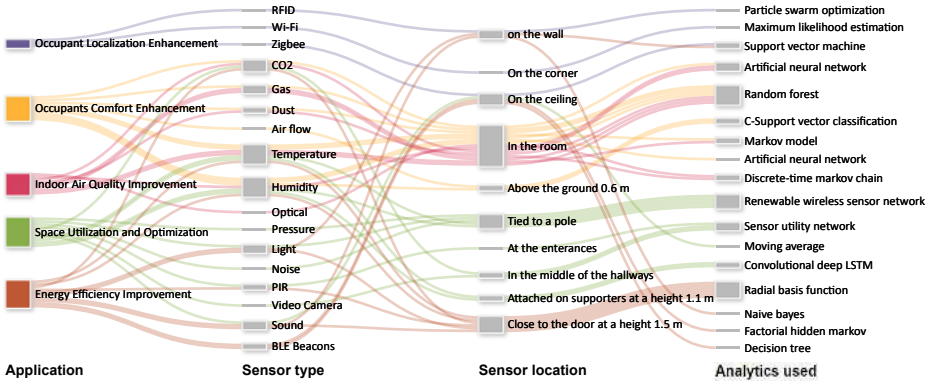 Occupant Localization Enhancement
Occupants Comfort Enhancement
Indoor Air Quality Improvement
Space Utilization and Optimization
Energy Efficiency Improvement
Application
RFID
Wi-Fi
Zigbee
CO2
Gas
Dust
Air flow
Temperature
Humidity
Optical
Pressure
Light
Noise
PIR
Video Camera
Sound
BLE Beacons
Sensor type
on the wall
On the corner
On the ceiling
In the room
Above the ground 0.6 m
Tied to a pole
At the enterances
In the middle of the hallways
Attached on supporters at a height 1.1 m
Close to the door at a height 1.5 m
Sensor location
Particle swarm optimization
Maximum likelihood estimation
Support vector machine
Artificial neural network
Random forest
C-Support vector classification
Markov model
Artificial neural network
Discrete-time markov chain
Renewable wireless sensor network
Sensor utility network
Moving average
Convolutional deep LSTM
Radial basis function
Naive bayes
Factorial hidden markov
Decision tree
Analytics used